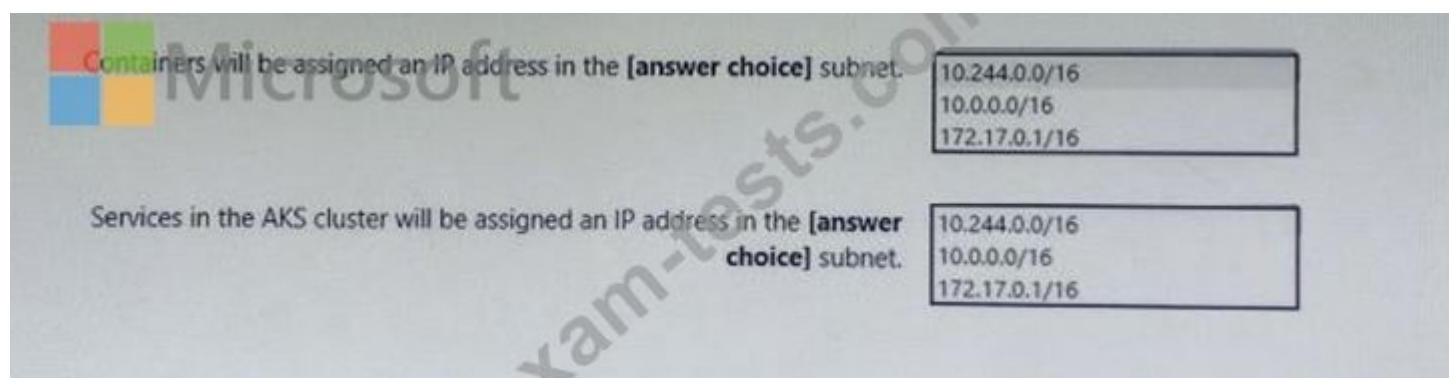 Microsoft
Containers will be assigned an IP address in the [answer choice] subnet.
10.244.0.0/16
10.0.0.0/16
172.17.0.1/16
Services in the AKS cluster will be assigned an IP address in the [answer
choice] subnet.
10.244.0.0/16
10.0.0.0/16
172.17.0.1/16
xam-tests.com